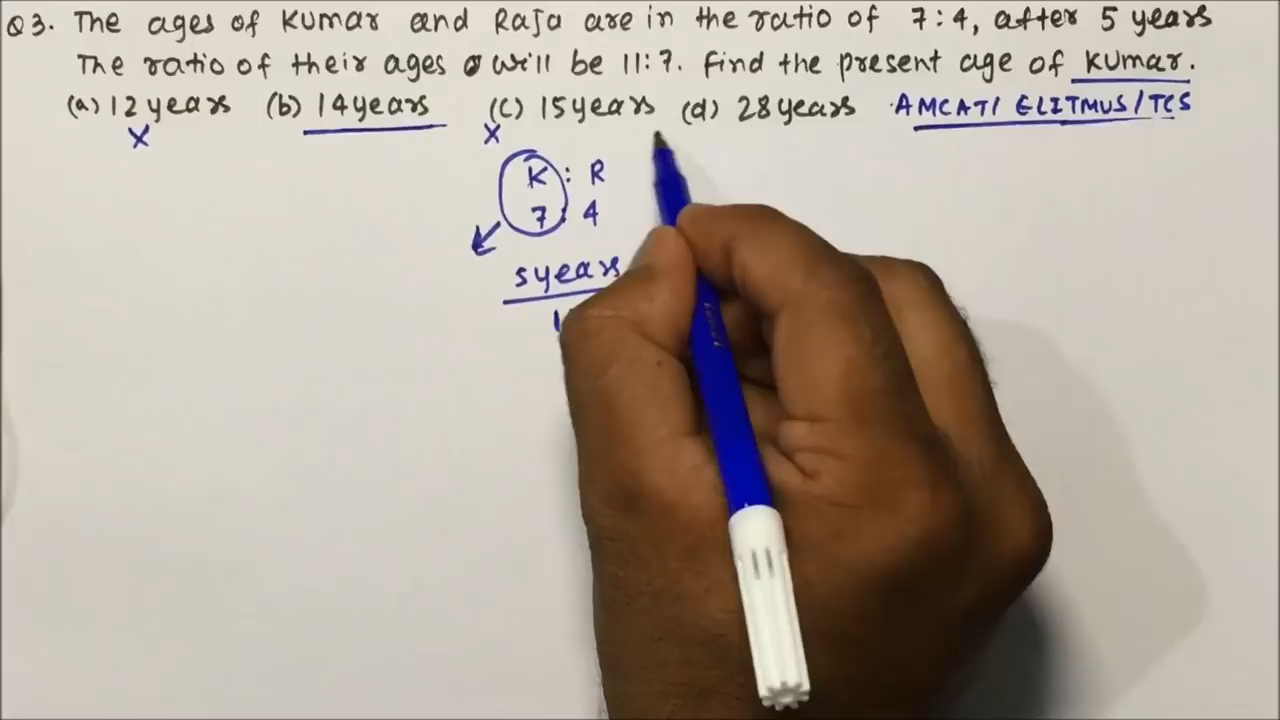 Q3. The ages of Kumar and Raja are in the ratio of 7:4, after 5 years
The ratio of their ages will be 11:7. Find the present age of Kumar.
(a) 12 years (b) 14 years (c) 15 years (d) 28 years AMCAT/ ELITMUS/TCS
X X
K : R
7 : 4
5 years